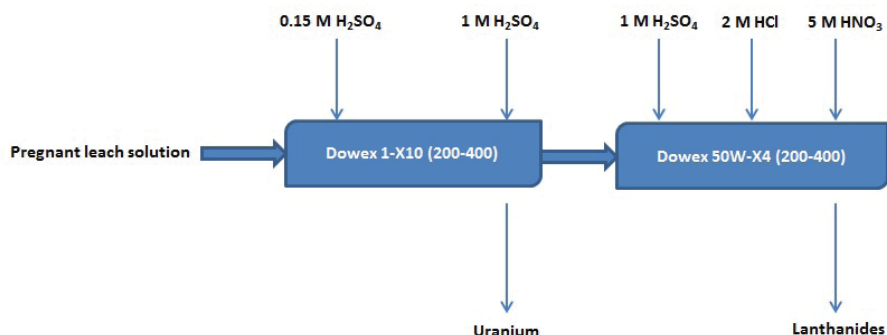 0.15 M H₂SO₄ 1 M H₂SO₄ 1 M H₂SO₄ 2 M HCl 5 M HNO₃
Pregnant leach solution Dowex 1-X10 (200-400) Dowex 50W-X4 (200-400)
Uranium Lanthanides